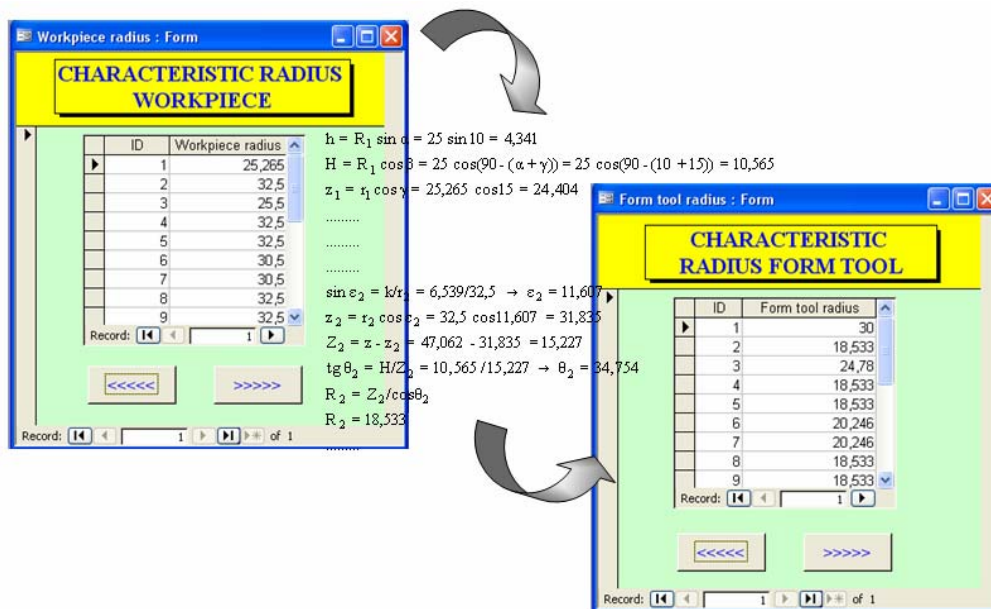 Workpiece radius : Form
CHARACTERISTIC RADIUS
WORKPIECE
ID Workpiece radius
1 25,265
2 32,5
3 25,5
4 32,5
5 32,5
6 30,5
7 30,5
8 32,5
9 32,5
Record: 1
<<<<< >>>>>
Record: 1 of 1
h = R₁ sin α = 25 sin 10 = 4,341
H = R₁ cos β = 25 cos(90 - (α + γ)) = 25 cos(90 - (10 + 15)) = 10,565
z₁ = r₁ cos γ = 25,265 cos15 = 24,404
.........
.........
.........
sin ε₂ = k/r₂ = 6,539/32,5 → ε₂ = 11,607
z₂ = r₂ cos ε₂ = 32,5 cos11,607 = 31,835
Z₂ = z - z₂ = 47,062 - 31,835 = 15,227
tg θ₂ = H/Z₂ = 10,565/15,227 → θ₂ = 34,754
R₂ = Z₂/cosθ₂
R₂ = 18,533
.........
Form tool radius : Form
CHARACTERISTIC
RADIUS FORM TOOL
ID Form tool radius
1 30
2 18,533
3 24,78
4 18,533
5 18,533
6 20,246
7 20,246
8 18,533
9 18,533
Record: 1
<<<<< >>>>>
Record: 1 of 1